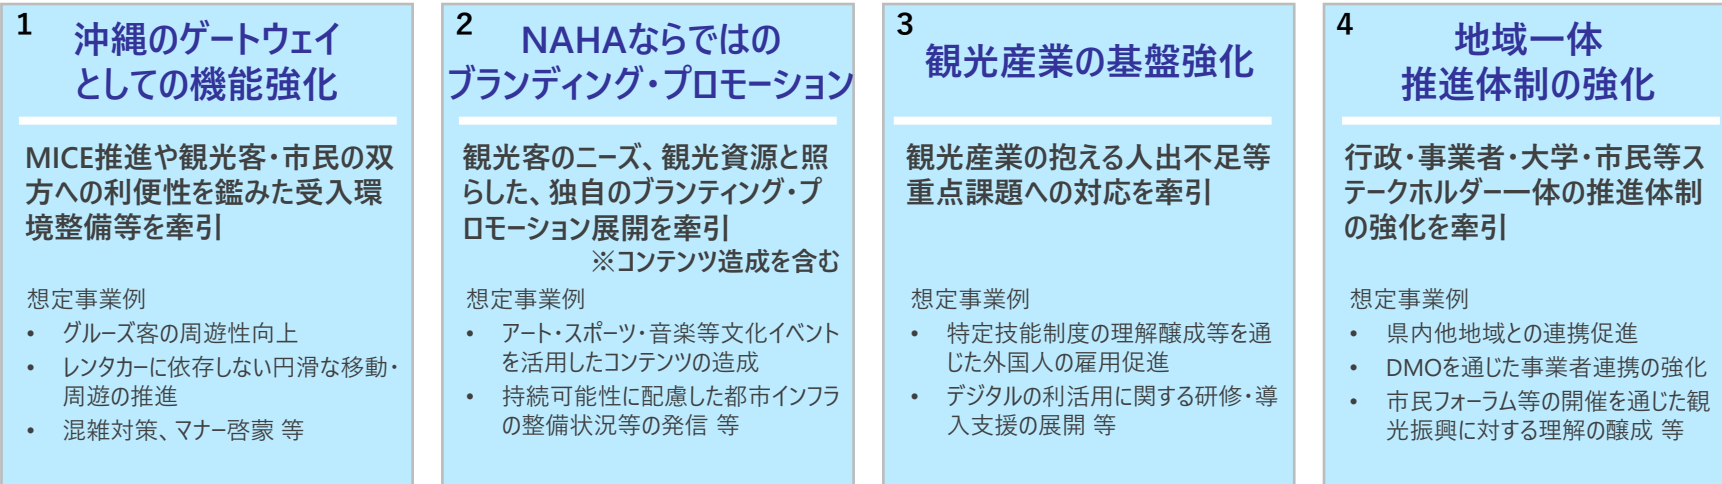 1
沖縄のゲートウェイ
としての機能強化
MICE推進や観光客・市民の双
方への利便性を鑑みた受入環
境整備等を牽引
想定事業例
• グルーズ客の周遊性向上
• レンタカーに依存しない円滑な移動・
周遊の推進
• 混雑対策、マナー啓蒙 等
2
NAHAならではの
ブランディング・プロモーション
観光客のニーズ、観光資源と照
らした、独自のブランティング・プ
ロモーション展開を牽引
※コンテンツ造成を含む
想定事業例
• アート・スポーツ・音楽等文化イベント
を活用したコンテンツの造成
• 持続可能性に配慮した都市インフラ
の整備状況等の発信 等
3
観光産業の基盤強化
観光産業の抱える人出不足等
重点課題への対応を牽引
想定事業例
• 特定技能制度の理解醸成等を通
じた外国人の雇用促進
• デジタルの利活用に関する研修・導
入支援の展開 等
4
地域一体
推進体制の強化
行政・事業者・大学・市民等ス
テークホルダー一体の推進体制
の強化を牽引
想定事業例
• 県内他地域との連携促進
• DMOを通じた事業者連携の強化
• 市民フォーラム等の開催を通じた観
光振興に対する理解の醸成 等